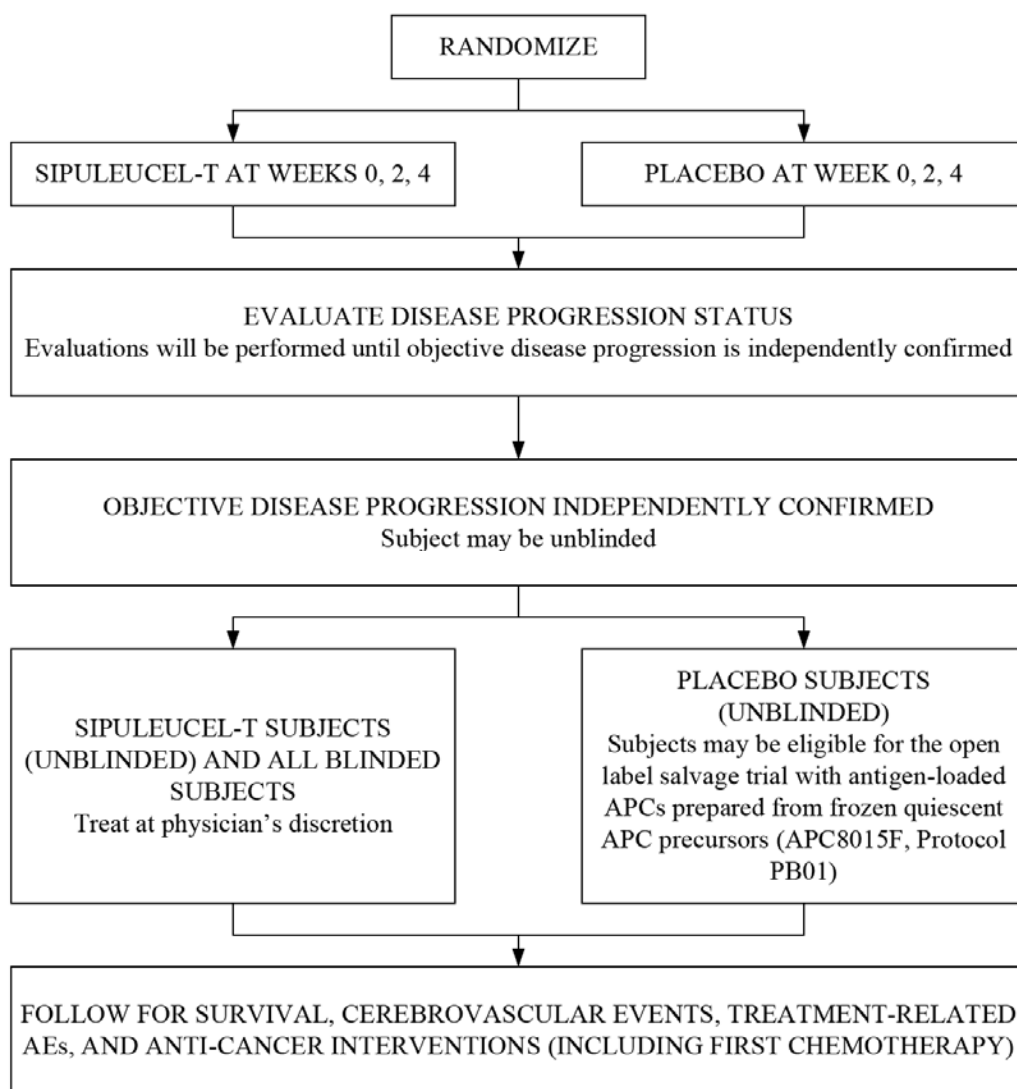 RANDOMIZE
SIPULEUCEL-T AT WEEKS 0, 2, 4
PLACEBO AT WEEK 0, 2, 4
EVALUATE DISEASE PROGRESSION STATUS
Evaluations will be performed until objective disease progression is independently confirmed
OBJECTIVE DISEASE PROGRESSION INDEPENDENTLY CONFIRMED
Subject may be unblinded
SIPULEUCEL-T SUBJECTS
(UNBLINDED) AND ALL BLINDED
SUBJECTS
Treat at physician's discretion
PLACEBO SUBJECTS
(UNBLINDED)
Subjects may be eligible for the open
label salvage trial with antigen-loaded
APCs prepared from frozen quiescent
APC precursors (APC8015F, Protocol
PB01)
FOLLOW FOR SURVIVAL, CEREBROVASCULAR EVENTS, TREATMENT-RELATED
AEs, AND ANTI-CANCER INTERVENTIONS (INCLUDING FIRST CHEMOTHERAPY)